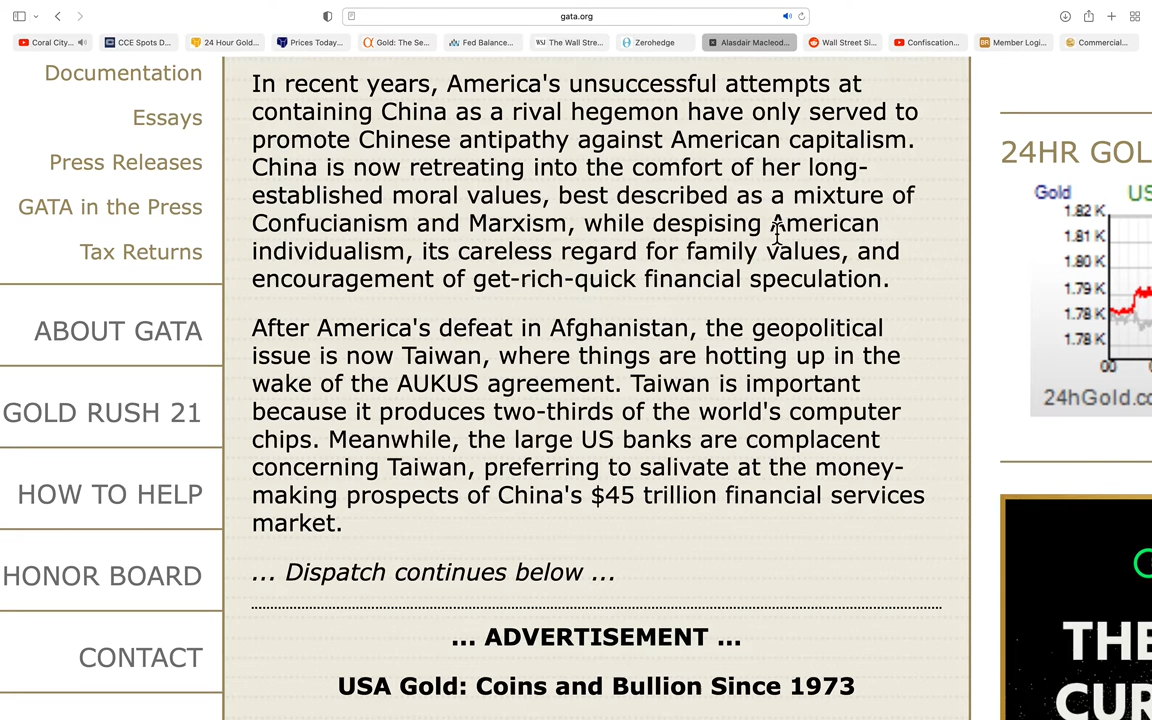 gata.org
Coral City...
CCE Spots D...
24 Hour Gold...
Prices Today...
Gold: The Se...
Fed Balance...
WSJ The Wall Stre...
Zerohedge
Alasdair Macleod...
Wall Street Si...
Confiscation...
BR Member Logi...
Commercial...
Documentation
Essays
Press Releases
GATA in the Press
Tax Returns
ABOUT GATA
GOLD RUSH 21
HOW TO HELP
HONOR BOARD
CONTACT
In recent years, America's unsuccessful attempts at
containing China as a rival hegemon have only served to
promote Chinese antipathy against American capitalism.
China is now retreating into the comfort of her long-
established moral values, best described as a mixture of
Confucianism and Marxism, while despising American
individualism, its careless regard for family values, and
encouragement of get-rich-quick financial speculation.
After America's defeat in Afghanistan, the geopolitical
issue is now Taiwan, where things are hotting up in the
wake of the AUKUS agreement. Taiwan is important
because it produces two-thirds of the world's computer
chips. Meanwhile, the large US banks are complacent
concerning Taiwan, preferring to salivate at the money-
making prospects of China's $45 trillion financial services
market.
... Dispatch continues below ...
... ADVERTISEMENT ...
USA Gold: Coins and Bullion Since 1973
24HR GOL
Gold US
1.82 K
1.81 K
1.80 K
1.79 K
1.78 K
1.78 K
00
24hGold.co
THE
CUR